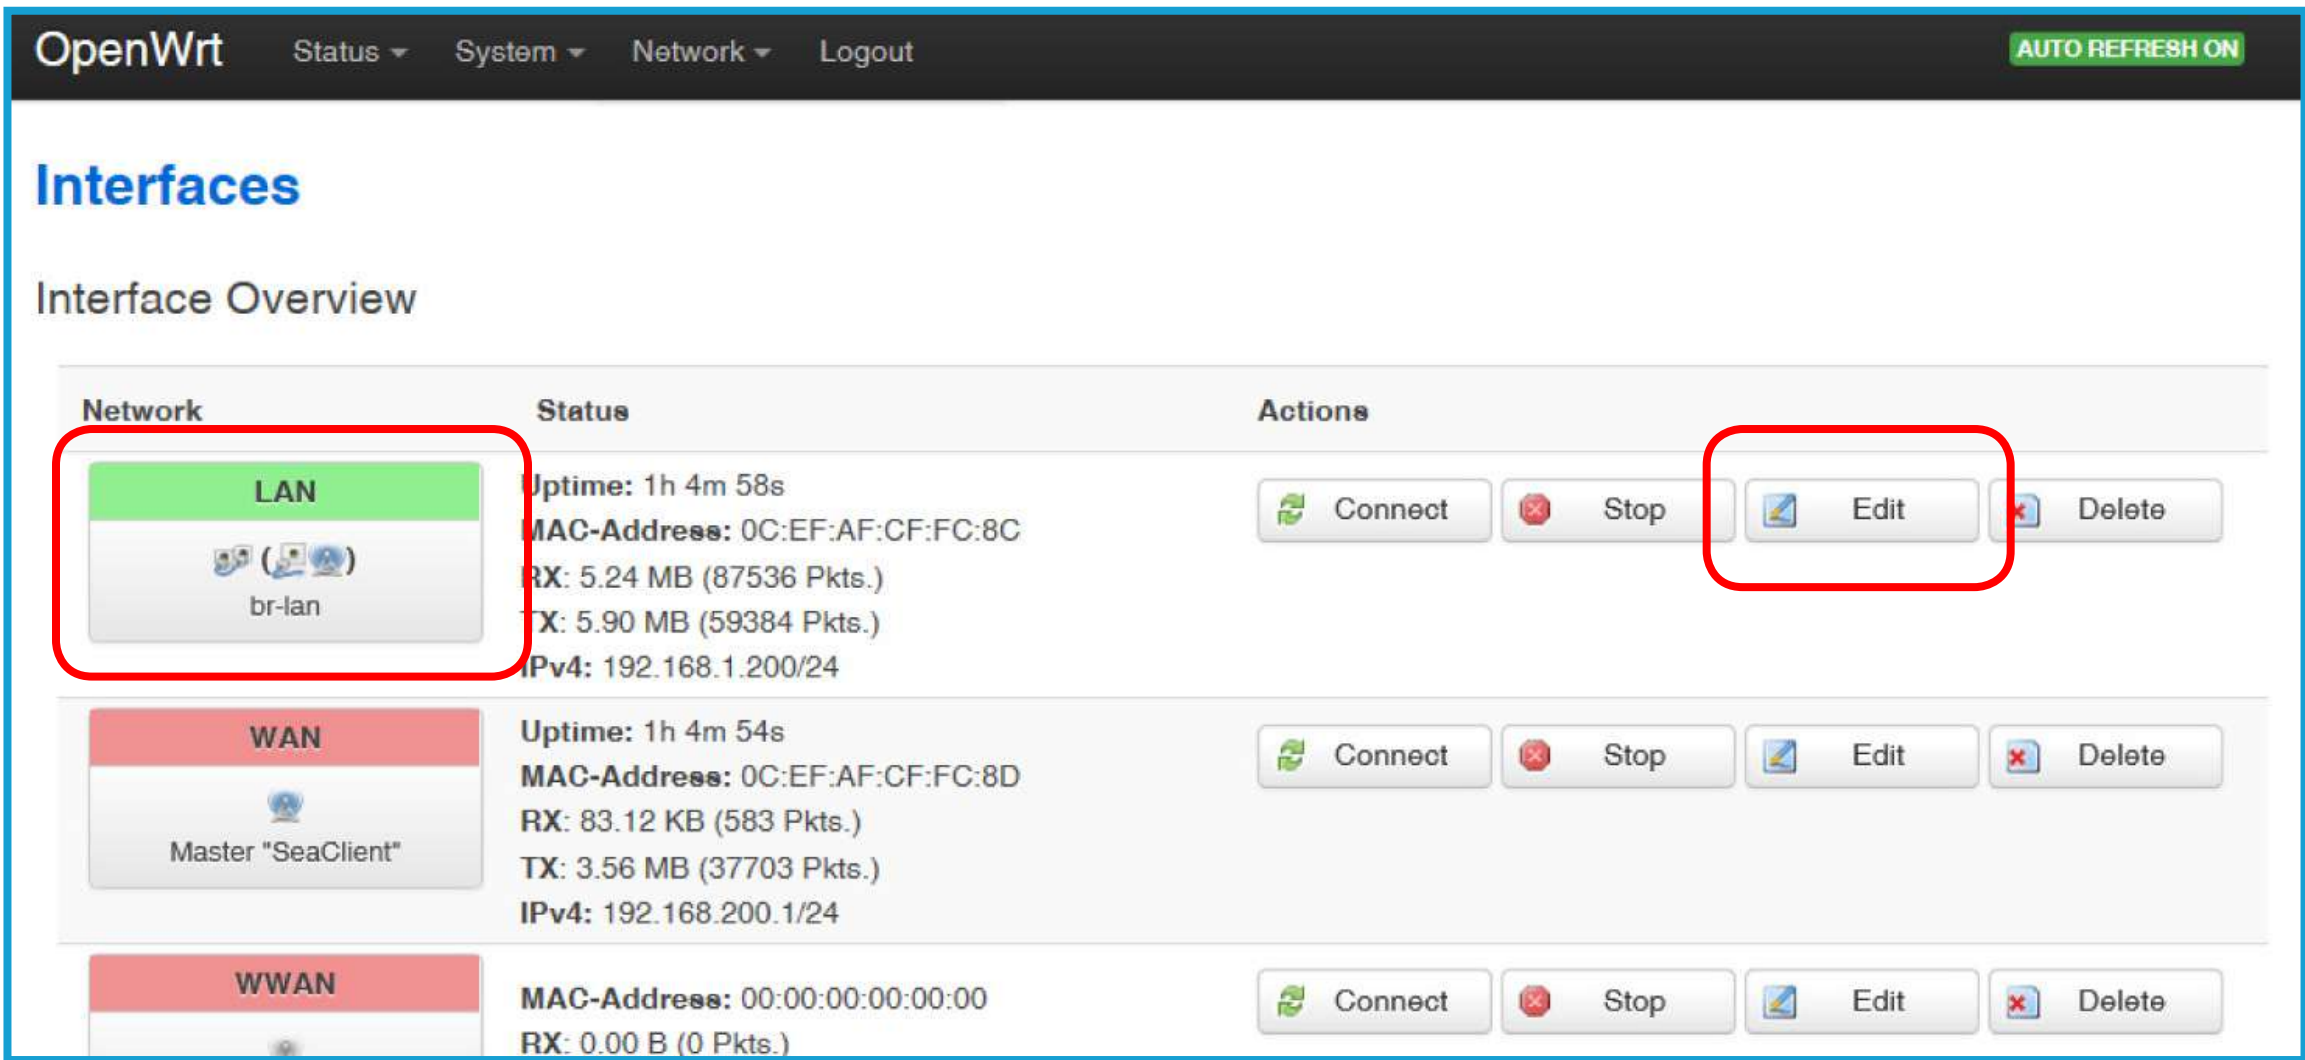 OpenWrt Status System Network Logout AUTO REFRESH ON
Interfaces
Interface Overview
Network Status Actions
LAN
br-lan
Uptime: 1h 4m 58s
MAC-Address: 0C:EF:AF:CF:FC:8C
RX: 5.24 MB (87536 Pkts.)
TX: 5.90 MB (59384 Pkts.)
IPv4: 192.168.1.200/24
Connect Stop Edit Delete
WAN
Master "SeaClient"
Uptime: 1h 4m 54s
MAC-Address: 0C:EF:AF:CF:FC:8D
RX: 83.12 KB (583 Pkts.)
TX: 3.56 MB (37703 Pkts.)
IPv4: 192.168.200.1/24
Connect Stop Edit Delete
WWAN
MAC-Address: 00:00:00:00:00:00
RX: 0.00 B (0 Pkts.)
Connect Stop Edit Delete